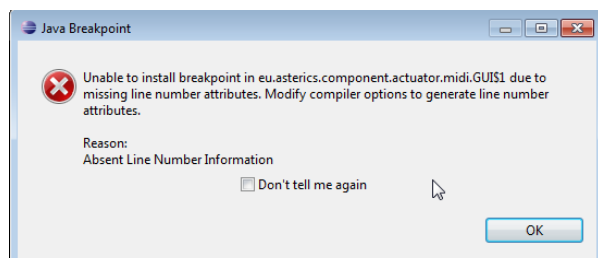 Java Breakpoint
Unable to install breakpoint in eu.asterics.component.actuator.midi.GUI$1 due to
missing line number attributes. Modify compiler options to generate line number
attributes.
Reason:
Absent Line Number Information
Don't tell me again
OK